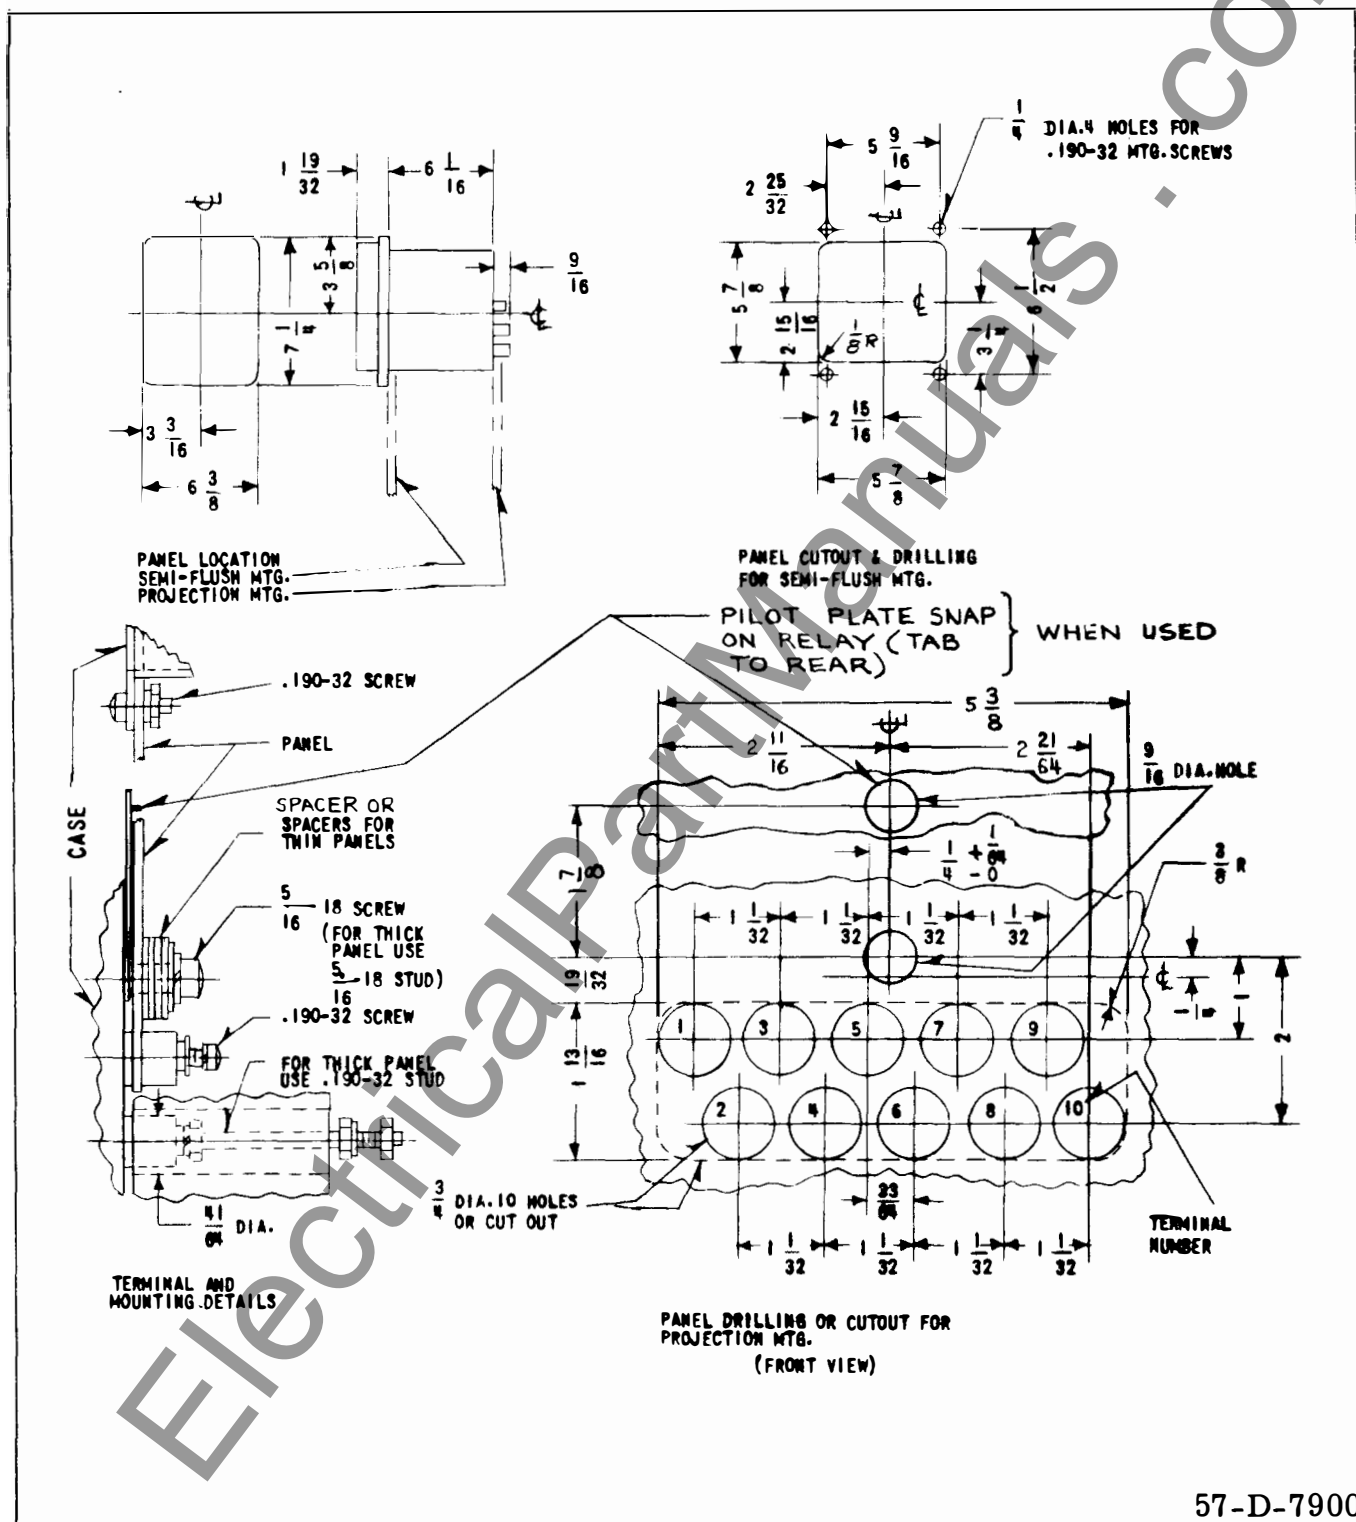 1 19/32
6 1/16
9/16
3 5/8
7 1/4
3 3/16
6 3/8
PANEL LOCATION
SEMI-FLUSH MTG.
PROJECTION MTG.
5 9/16
1/4 DIA.4 HOLES FOR
.190-32 MTG.SCREWS
2 25/32
5 7/8
2 15/16
1/8 R
6 1/2
3 1/4
2 15/16
5 7/8
PANEL CUTOUT & DRILLING
FOR SEMI-FLUSH MTG.
PILOT PLATE SNAP
ON RELAY (TAB
TO REAR)
WHEN USED
.190-32 SCREW
PANEL
CASE
SPACER OR
SPACERS FOR
THIN PANELS
5/16 - 18 SCREW
(FOR THICK
PANEL USE
5/16 - 18 STUD)
.190-32 SCREW
FOR THICK PANEL
USE .190-32 STUD
41/64 DIA.
TERMINAL AND
MOUNTING DETAILS
5 3/8
2 11/16
2 21/64
9/16 DIA.HOLE
1 7/8
1/4 + 1/64 - 0
3/8 R
1 1/32
1 1/32
1 1/32
1 1/32
19/32
1 13/16
1/4
1
2
1
3
5
7
9
2
4
6
8
10
3/4 DIA.10 HOLES
OR CUT OUT
33/64
1 1/32
1 1/32
1 1/32
1 1/32
TERMINAL
NUMBER
PANEL DRILLING OR CUTOUT FOR
PROJECTION MTG.
(FRONT VIEW)
57-D-7900
ElectricalPartManuals . com